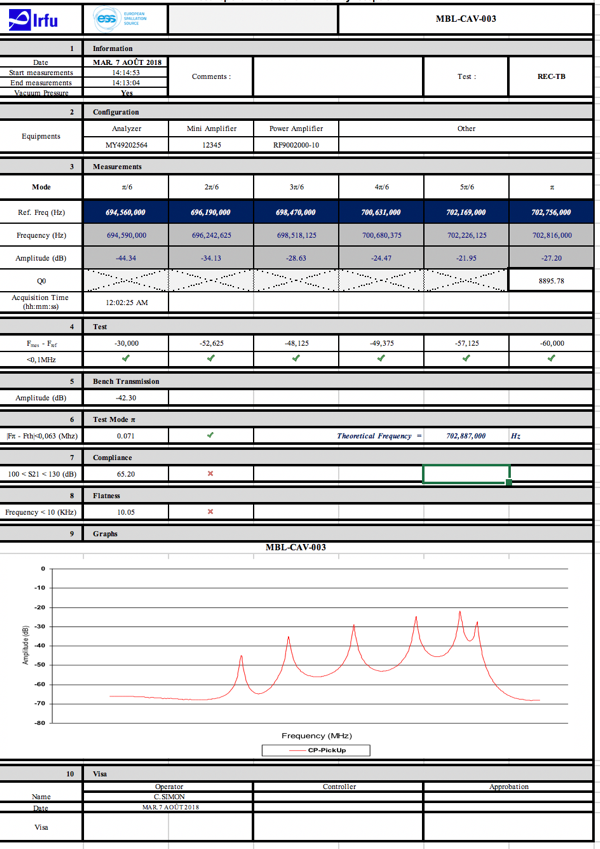 Irfu
ess
EUROPEAN
SPALLATION
SOURCE
MBL-CAV-003
1 Information
Date MAR. 7 AOÛT 2018
Start measurements 14:14:53
End measurements 14:13:04
Vacuum Pressure Yes
Comments :
Test : REC-TB
2 Configuration
Equipments
Analyzer Mini Amplifier Power Amplifier Other
MY49202564 12345 RF9002000-10
3 Measurements
Mode π/6 2π/6 3π/6 4π/6 5π/6 π
Ref. Freq (Hz) 694,560,000 696,190,000 698,470,000 700,631,000 702,169,000 702,756,000
Frequency (Hz) 694,590,000 696,242,625 698,518,125 700,680,375 702,226,125 702,816,000
Amplitude (dB) -44.34 -34.13 -28.63 -24.47 -21.95 -27.20
Q0 8895.78
Acquisition Time
(hh:mm:ss) 12:02:25 AM
4 Test
Fmes - Fref -30,000 -52,625 -48,125 -49,375 -57,125 -60,000
<0,1MHz
5 Bench Transmission
Amplitude (dB) -42.30
6 Test Mode π
|Fπ - Fth|<0,063 (Mhz) 0.071 Theoretical Frequency = 702,887,000 Hz
7 Compliance
100 < S21 < 130 (dB) 65.20
8 Flatness
Frequency < 10 (KHz) 10.05
9 Graphs
MBL-CAV-003
0
-10
-20
-30
-40
-50
-60
-70
-80
Amplitude (dB)
Frequency (MHz)
CP-PickUp
10 Visa
Operator Controller Approbation
Name C. SIMON
Date MAR. 7 AOÛT 2018
Visa